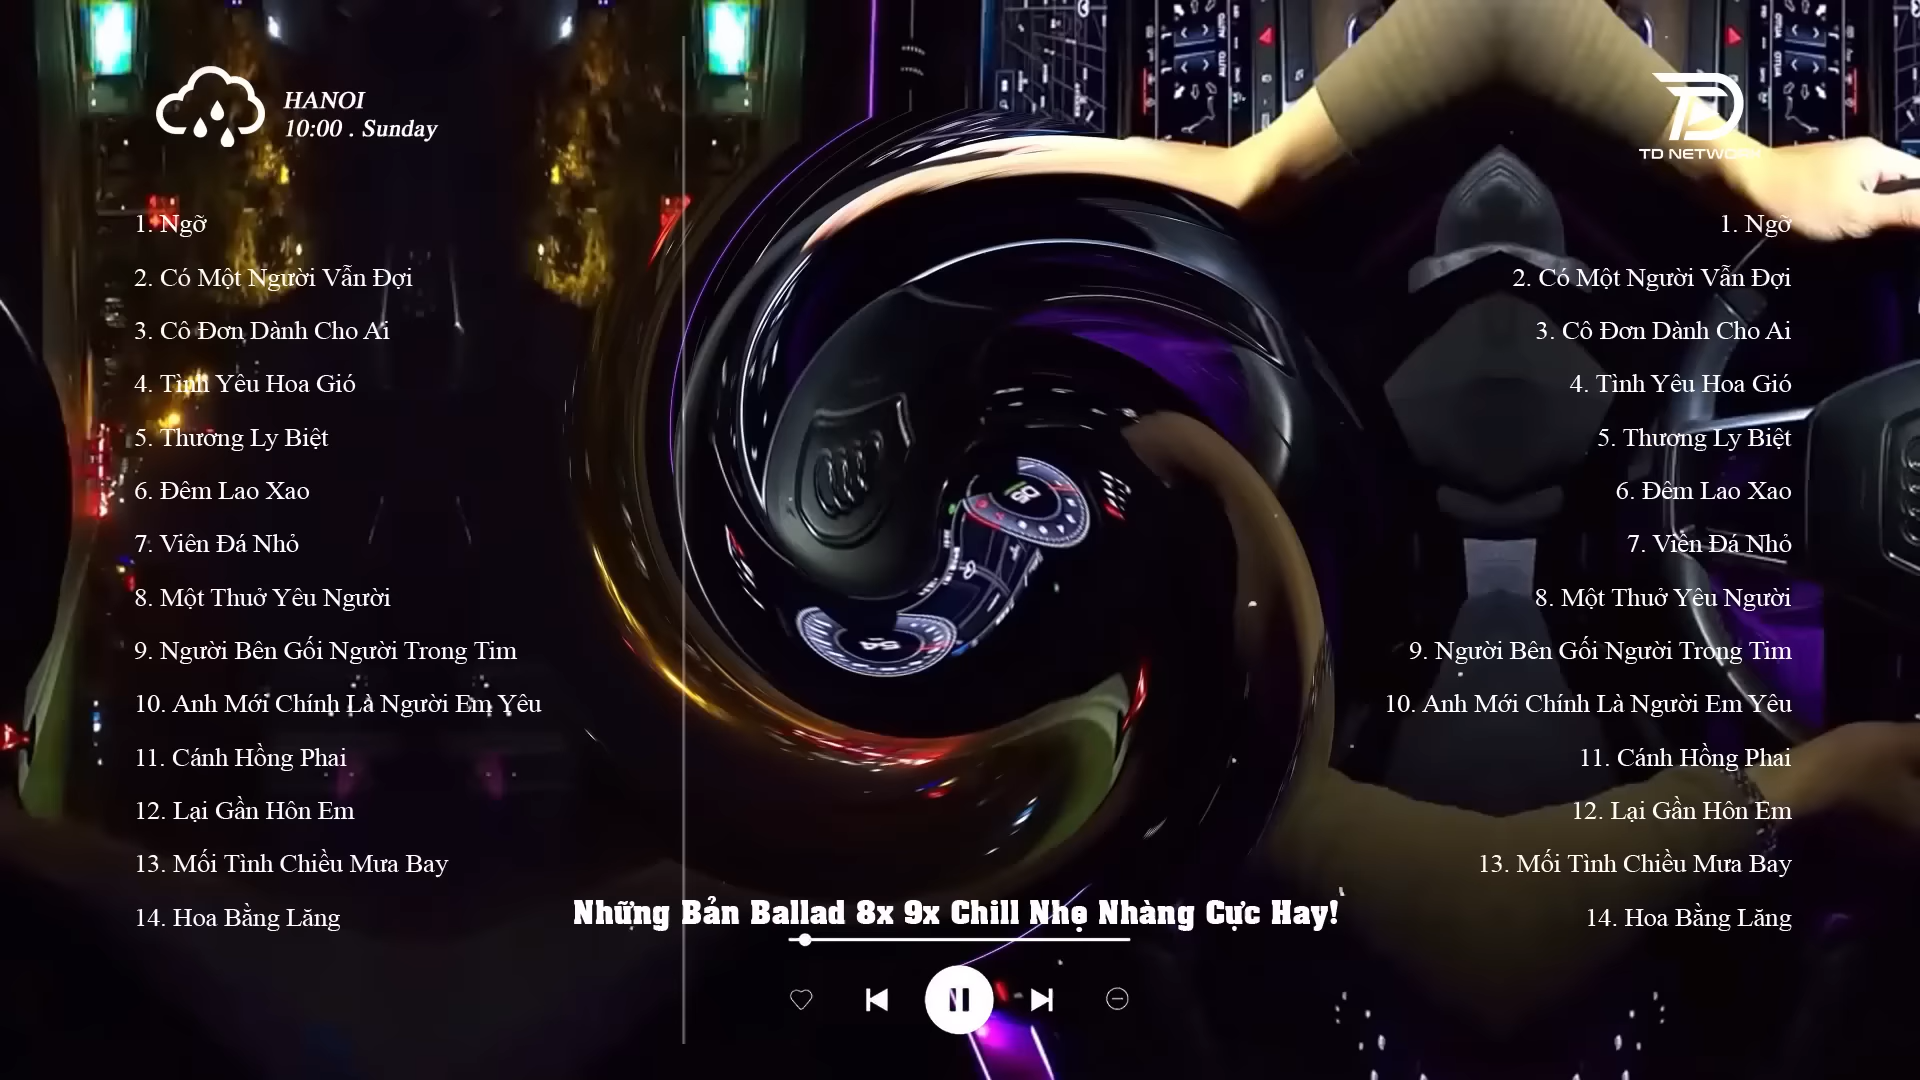 HANOI
10:00 . Sunday
TD NETWORK
1. Ngỡ
2. Có Một Người Vẫn Đợi
3. Cô Đơn Dành Cho Ai
4. Tình Yêu Hoa Gió
5. Thương Ly Biệt
6. Đêm Lao Xao
7. Viên Đá Nhỏ
8. Một Thuở Yêu Người
9. Người Bên Gối Người Trong Tim
10. Anh Mới Chính Là Người Em Yêu
11. Cánh Hồng Phai
12. Lại Gần Hôn Em
13. Mối Tình Chiều Mưa Bay
14. Hoa Bằng Lăng
1. Ngỡ
2. Có Một Người Vẫn Đợi
3. Cô Đơn Dành Cho Ai
4. Tình Yêu Hoa Gió
5. Thương Ly Biệt
6. Đêm Lao Xao
7. Viên Đá Nhỏ
8. Một Thuở Yêu Người
9. Người Bên Gối Người Trong Tim
10. Anh Mới Chính Là Người Em Yêu
11. Cánh Hồng Phai
12. Lại Gần Hôn Em
13. Mối Tình Chiều Mưa Bay
14. Hoa Bằng Lăng
Những Bản Ballad 8x 9x Chill Nhẹ Nhàng Cực Hay!